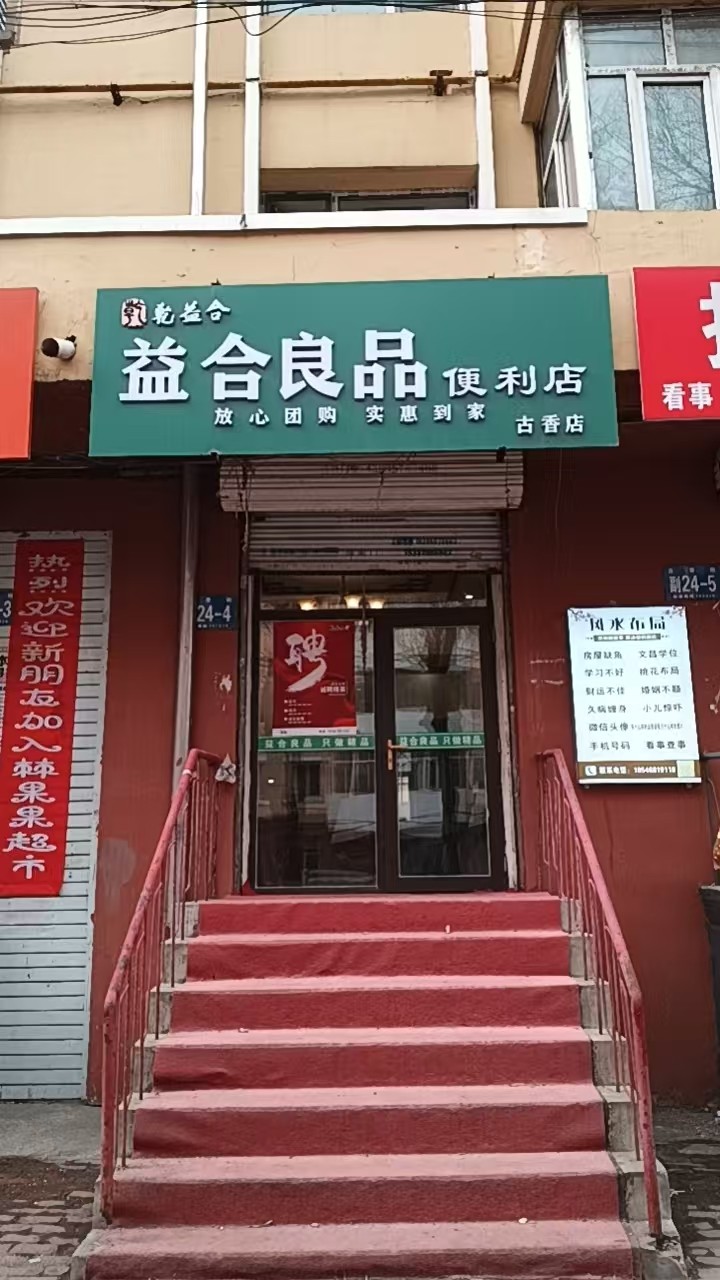 乾益合
益合良品 便利店
放心团购 实惠到家
古香店
看事
热烈欢迎新朋友加入棘果果超市
24-4
副24-5
聘
益合良品 只做精品
益合良品 只做精品
风水布局
房屋缺角 文昌学位
学习不好 桃花布局
财运不佳 婚姻不顺
久病缠身 小儿惊吓
微信头像
手机号码 看事查事